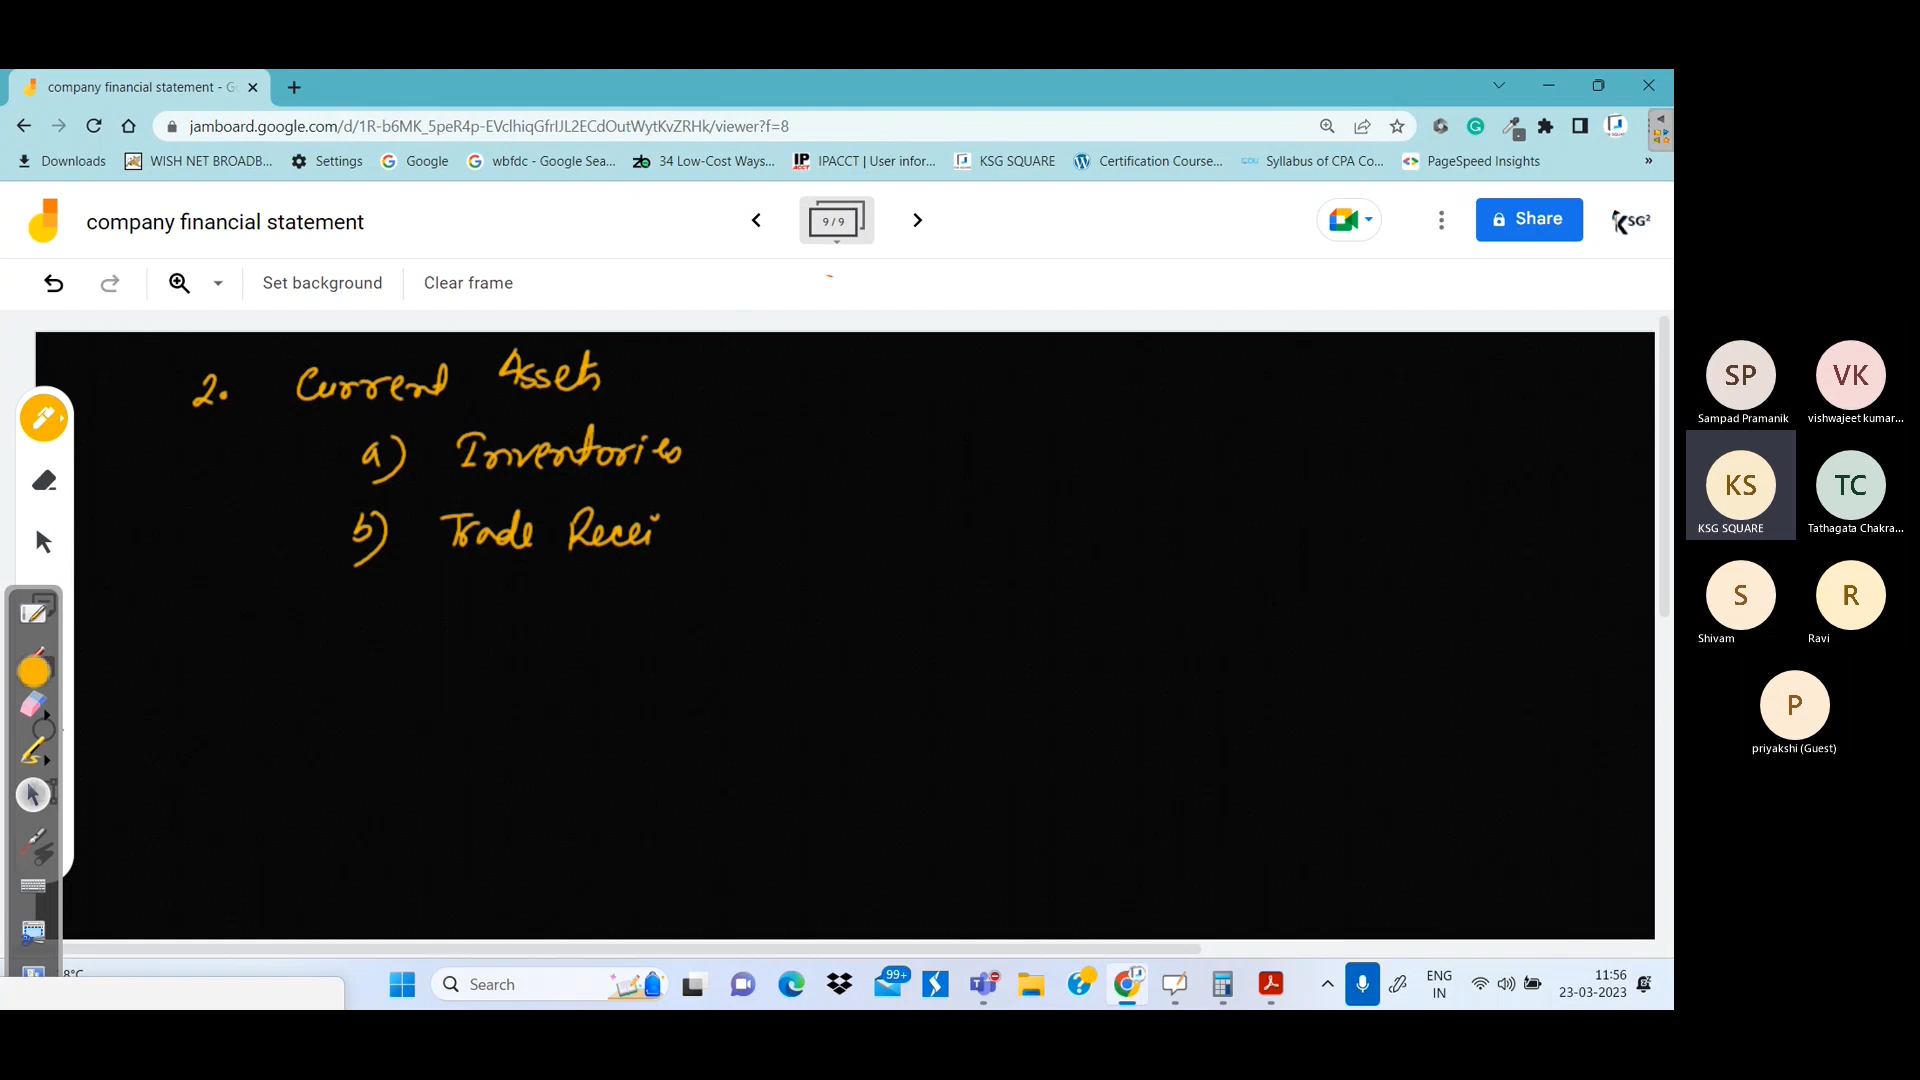 company financial statement - G
jamboard.google.com/d/1R-b6MK_5peR4p-EVclhiqGfrIJL2ECdOutWytKvZRHk/viewer?f=8
Downloads WISH NET BROADB... Settings Google wbfdc - Google Sea... 34 Low-Cost Ways... IPACCT | User infor... KSG SQUARE Certification Course... Syllabus of CPA Co... PageSpeed Insights »
company financial statement
9 / 9
Share
KSG²
Set background
Clear frame
2. Current Assets
a) Inventories
b) Trade Recei
SP
Sampad Pramanik
VK
vishwajeet kumar...
KS
KSG SQUARE
TC
Tathagata Chakra...
S
Shivam
R
Ravi
P
priyakshi (Guest)
8°C
Search
99+
ENG
IN
11:56
23-03-2023